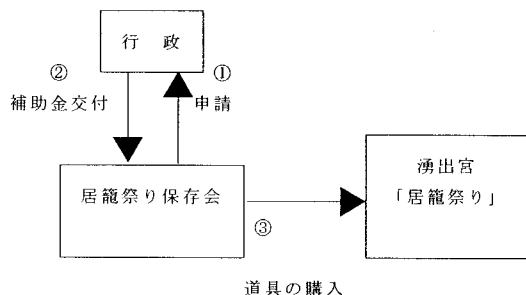 行　政
②
①
補助金交付
申請
居籠祭り保存会
湧出宮
「居籠祭り」
③
道具の購入